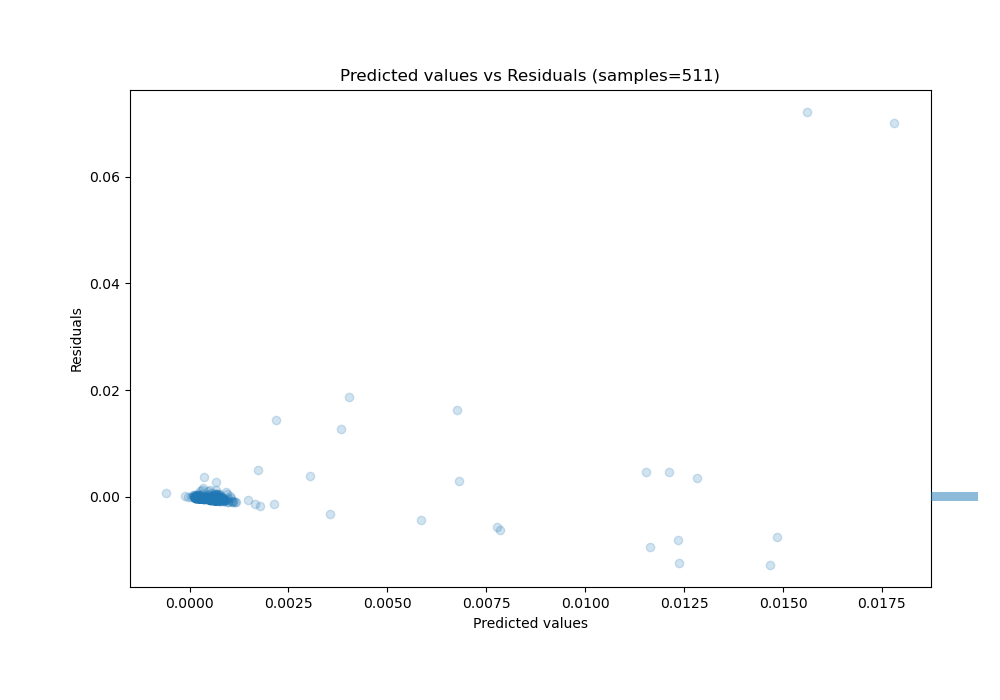 Predicted values vs Residuals (samples=511)
Residuals
0.06
0.04
0.02
0.00
0.0000 0.0025 0.0050 0.0075 0.0100 0.0125 0.0150 0.0175
Predicted values